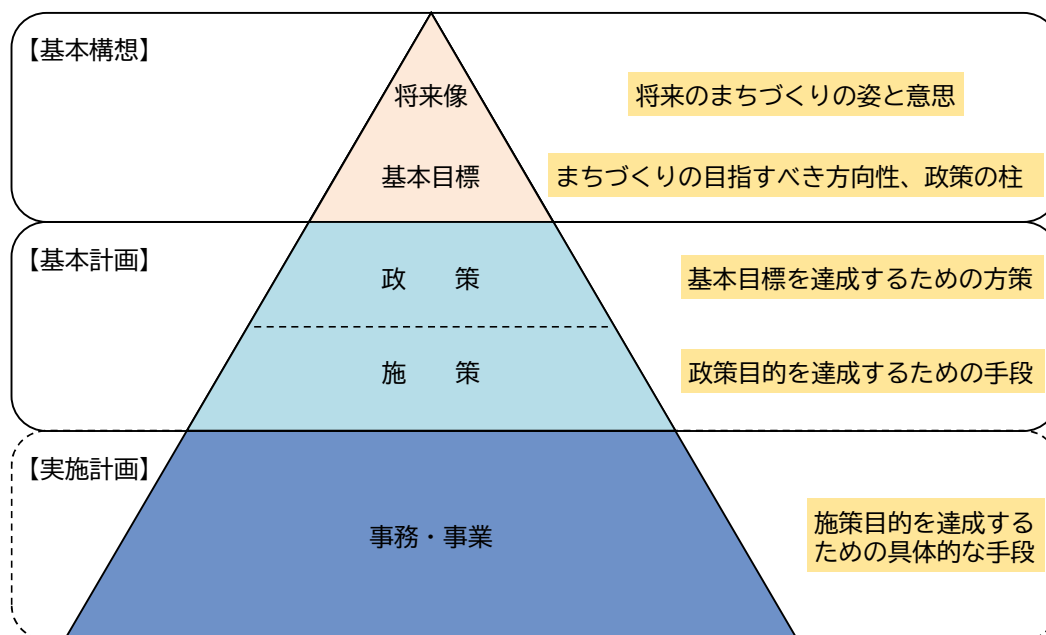 【基本構想】
将来像
将来のまちづくりの姿と意思
基本目標
まちづくりの目指すべき方向性、政策の柱
【基本計画】
政　　策
基本目標を達成するための方策
施　　策
政策目的を達成するための手段
【実施計画】
事務・事業
施策目的を達成する
ための具体的な手段